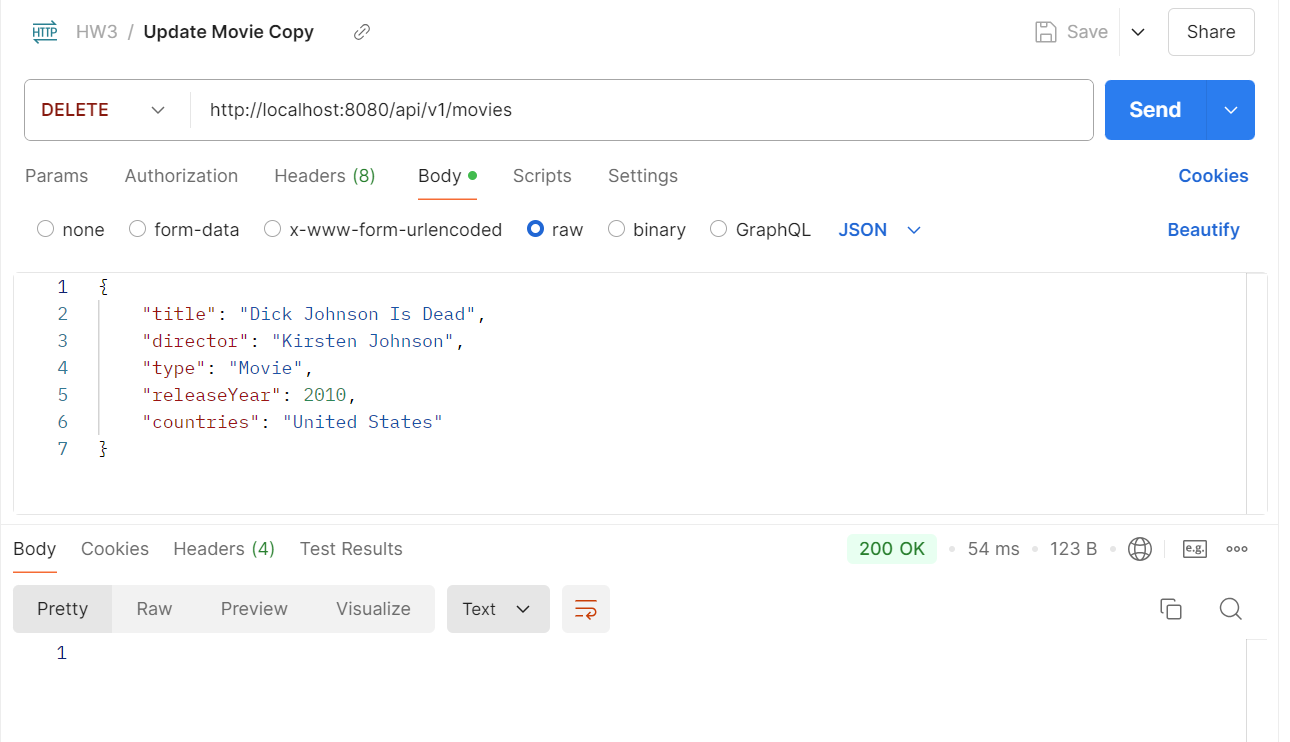 HTTP HW3 / Update Movie Copy Save Share
DELETE http://localhost:8080/api/v1/movies Send
Params Authorization Headers (8) Body Scripts Settings Cookies
none form-data x-www-form-urlencoded raw binary GraphQL JSON Beautify
1 {
2 "title": "Dick Johnson Is Dead",
3 "director": "Kirsten Johnson",
4 "type": "Movie",
5 "releaseYear": 2010,
6 "countries": "United States"
7 }
Body Cookies Headers (4) Test Results 200 OK 54 ms 123 B e.g.
Pretty Raw Preview Visualize Text
1